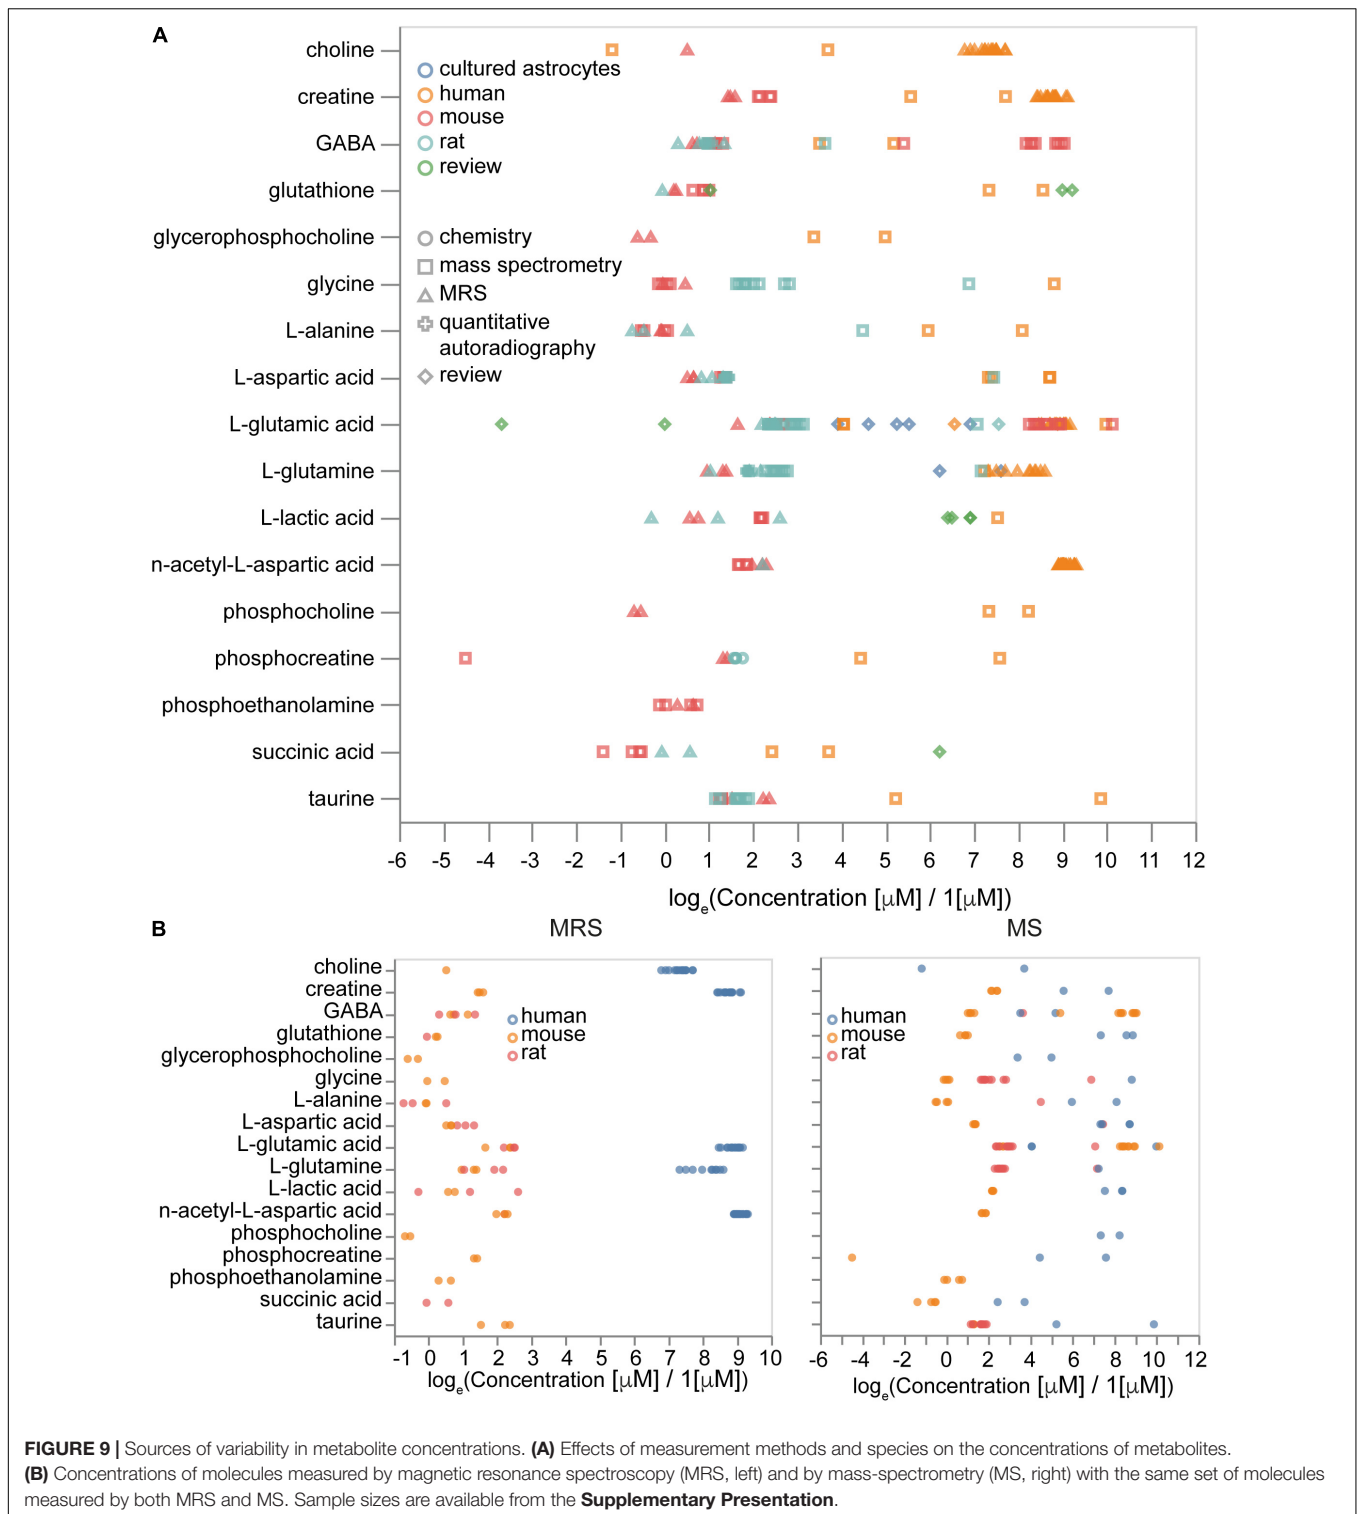 A
choline
creatine
GABA
glutathione
glycerophosphocholine
glycine
L-alanine
L-aspartic acid
L-glutamic acid
L-glutamine
L-lactic acid
n-acetyl-L-aspartic acid
phosphocholine
phosphocreatine
phosphoethanolamine
succinic acid
taurine
cultured astrocytes
human
mouse
rat
review
chemistry
mass spectrometry
MRS
quantitative
autoradiography
review
-6 -5 -4 -3 -2 -1 0 1 2 3 4 5 6 7 8 9 10 11 12
logₑ(Concentration [μM] / 1[μM])
B
MRS
choline
creatine
GABA
glutathione
glycerophosphocholine
glycine
L-alanine
L-aspartic acid
L-glutamic acid
L-glutamine
L-lactic acid
n-acetyl-L-aspartic acid
phosphocholine
phosphocreatine
phosphoethanolamine
succinic acid
taurine
human
mouse
rat
-1 0 1 2 3 4 5 6 7 8 9 10
logₑ(Concentration [μM] / 1[μM])
MS
human
mouse
rat
-6 -4 -2 0 2 4 6 8 10 12
logₑ(Concentration [μM] / 1[μM])
FIGURE 9 | Sources of variability in metabolite concentrations. (A) Effects of measurement methods and species on the concentrations of metabolites.
(B) Concentrations of molecules measured by magnetic resonance spectroscopy (MRS, left) and by mass-spectrometry (MS, right) with the same set of molecules
measured by both MRS and MS. Sample sizes are available from the Supplementary Presentation.